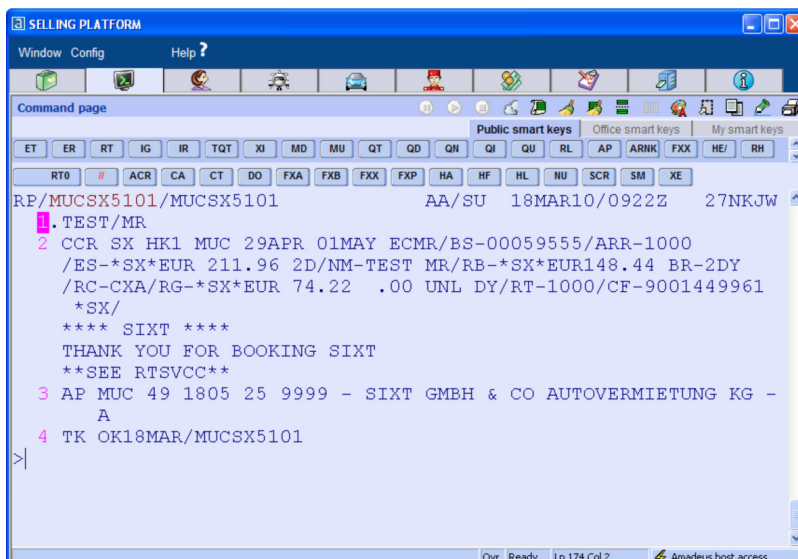 a SELLING PLATFORM
Window Config Help ?
Command page
Public smart keys Office smart keys My smart keys
ET ER RT IG IR TQT XI MD MU QT QD QN QI QU RL AP ARNK FXX HE/ RH
RT0 // ACR CA CT DO FXA FXB FXX FXP HA HF HL NU SCR SM XE
RP/MUCSX5101/MUCSX5101 AA/SU 18MAR10/0922Z 27NKJW
1.TEST/MR
2 CCR SX HK1 MUC 29APR 01MAY ECMR/BS-00059555/ARR-1000
/ES-*SX*EUR 211.96 2D/NM-TEST MR/RB-*SX*EUR148.44 BR-2DY
/RC-CXA/RG-*SX*EUR 74.22 .00 UNL DY/RT-1000/CF-9001449961
*SX/
**** SIXT ****
THANK YOU FOR BOOKING SIXT
**SEE RTSVCC**
3 AP MUC 49 1805 25 9999 - SIXT GMBH & CO AUTOVERMIETUNG KG -
A
4 TK OK18MAR/MUCSX5101
>
Ovr Ready Ln 174 Col 2 Amadeus host access